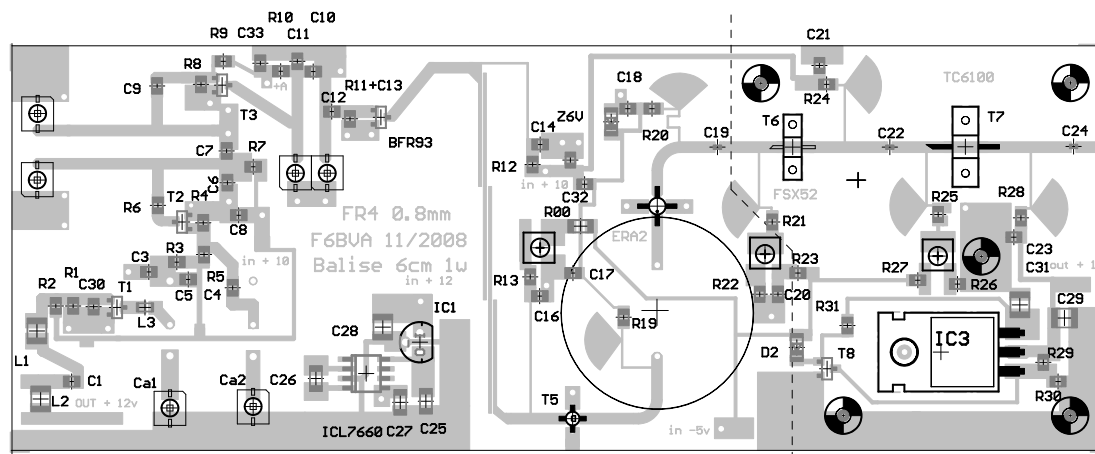 R10 C10
R9 C33 C11
C21
R8 R11+C13 C18
+A
C9 C12 R24 TC6100
T3 BFR93 Z6V R20 T6 T7
C14 C19 C22 C24
C7 R7 R12
C6 in + 10 C32 FSX52
R6 T2 R4 R00 R21 R25 R28
C8 FR4 0.8mm ERA2
F6BVA 11/2008 C23
C3 R3 in + 10 Balise 6cm 1w R13 C17 R23 R27 C31 out + 1
C5 C4 R5 in + 12 R22 C20 R26
R2 R1 C30 T1 C16 R31 C29
L3 IC1 R19
C28 IC3
L1 D2 T8 R29
C1 Ca1 Ca2 C26
L2 OUT + 12v T5 R30
ICL7660 C27 C25 in -5v